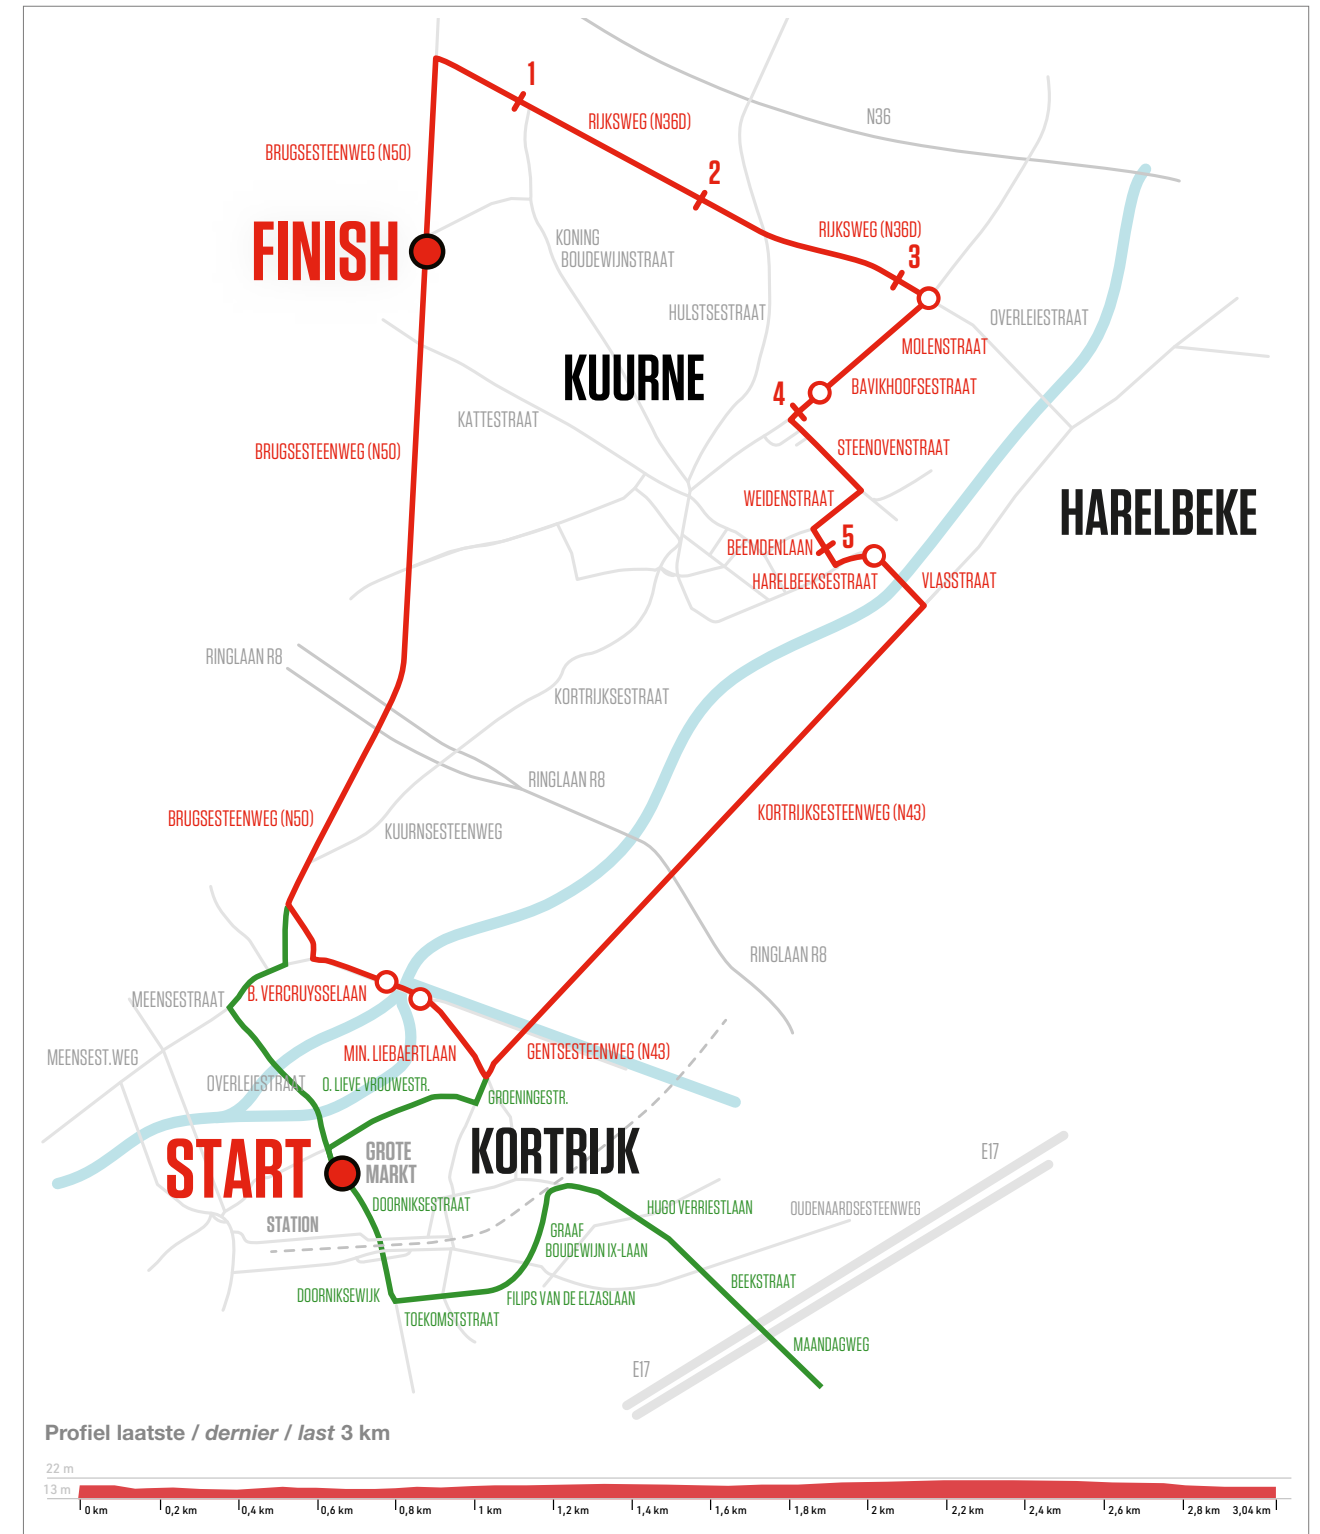 1
N36
RIJKSWEG (N36D)
BRUGSESTEENWEG (N50)
2
FINISH
RIJKSWEG (N36D)
KONING
BOUDEWIJNSTRAAT
3
HULSTSESTRAAT
OVERLEIESTRAAT
MOLENSTRAAT
KUURNE
BAVIKHOOFSESTRAAT
4
KATTESTRAAT
BRUGSESTEENWEG (N50)
STEENOVENSTRAAT
WEIDENSTRAAT
HARELBEKE
5
BEEMDENLAAN
HARELBEEKSESTRAAT
VLASSTRAAT
RINGLAAN R8
KORTRIJKSESTRAAT
RINGLAAN R8
BRUGSESTEENWEG (N50)
KORTRIJKSESTEENWEG (N43)
KUURNSESTEENWEG
RINGLAAN R8
MEENSESTRAAT
B. VERCRUYSSELAAN
MEENSEST.WEG
MIN. LIEBAERTLAAN
GENTSESTEENWEG (N43)
OVERLEIESTRAAT
O. LIEVE VROUWESTR.
GROENINGESTR.
START
GROTE
MARKT
KORTRIJK
E17
DOORNIKSESTRAAT
HUGO VERRIESTLAAN
OUDENAARDSESTEENWEG
STATION
GRAAF
BOUDEWIJN IX-LAAN
DOORNIKSEWIJK
BEEKSTRAAT
FILIPS VAN DE ELZASLAAN
TOEKOMSTSTRAAT
MAANDAGWEG
E17
Profiel laatste / dernier / last 3 km
22 m
13 m
0 km 0,2 km 0,4 km 0,6 km 0,8 km 1 km 1,2 km 1,4 km 1,6 km 1,8 km 2 km 2,2 km 2,4 km 2,6 km 2,8 km 3,04 km